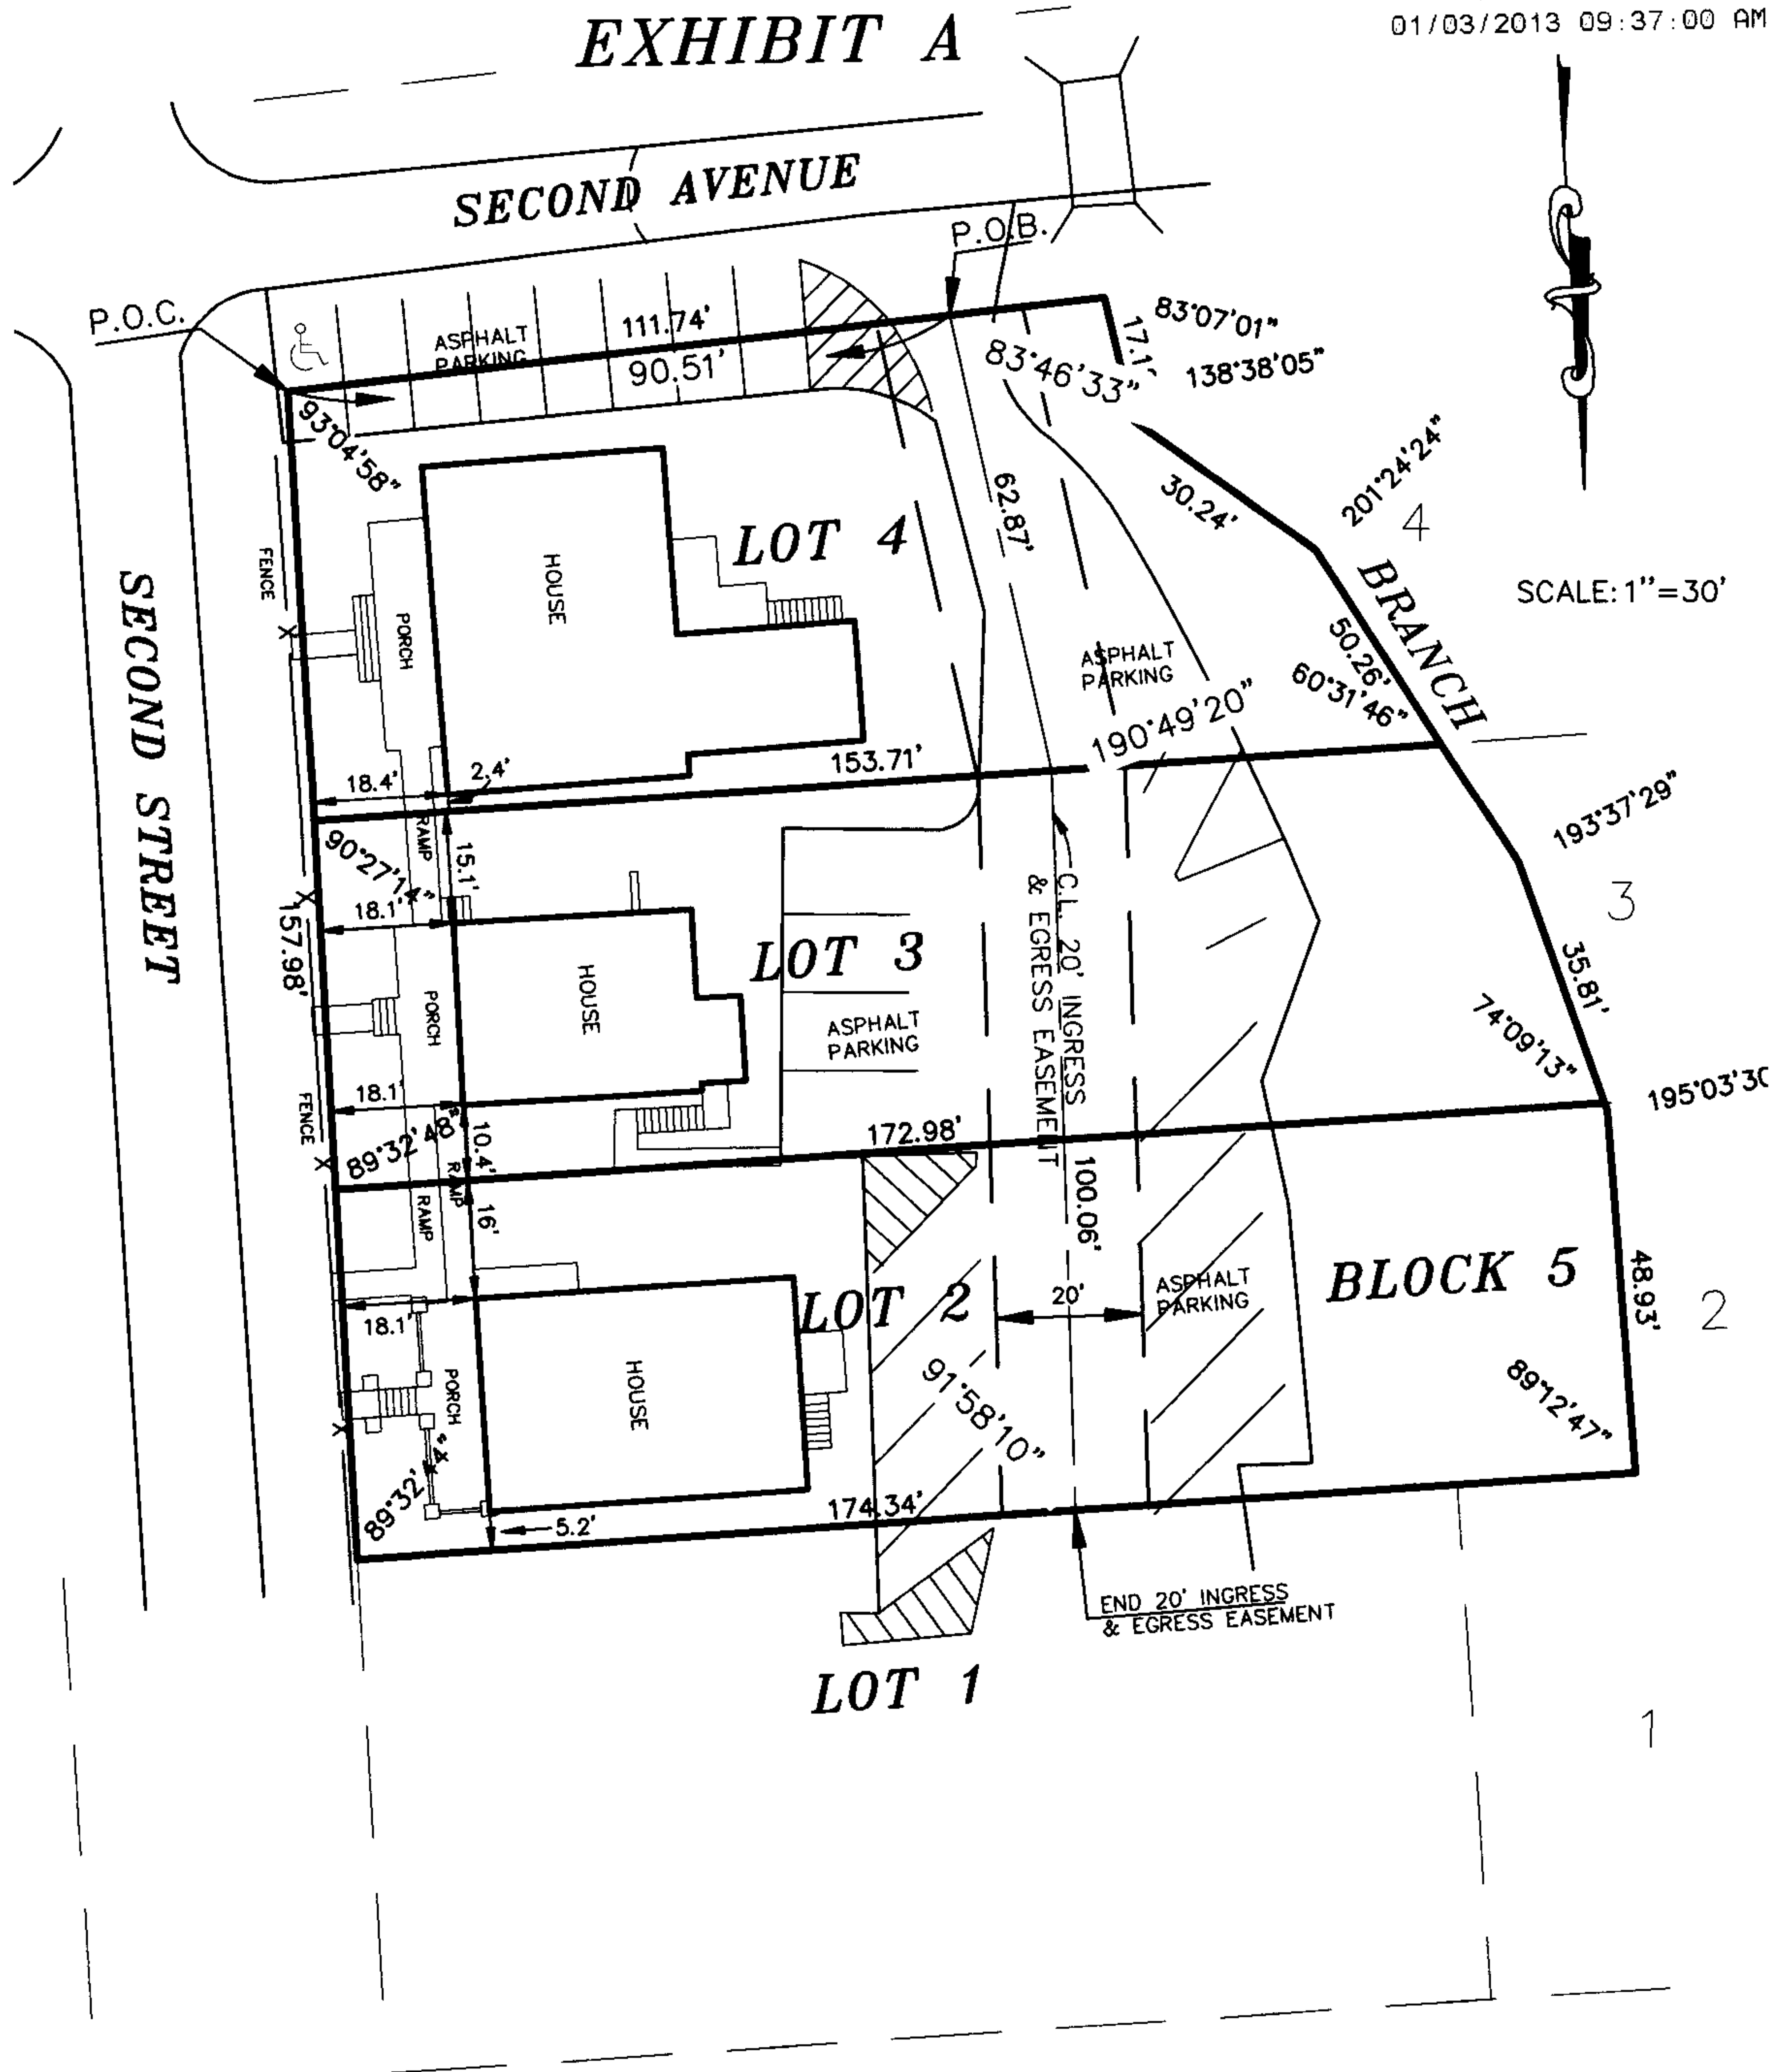 01/03/2013 09:37:00 AM
EXHIBIT A
SECOND AVENUE
P.O.B.
P.O.C.
ASPHALT
PARKING
111.74'
90.51'
83°46'33"
17.1'
83°07'01"
138°38'05"
93°04'58"
62.87'
30.24'
201°24'24"
4
BRANCH
SCALE: 1"=30'
LOT 4
HOUSE
PORCH
FENCE
X
SECOND STREET
ASPHALT
PARKING
50.26'
60°31'46"
190°49'20"
153.71'
18.4'
2.4'
RAMP
90°27'14"
15.1'
18.1'
X
157.98'
193°37'29"
3
LOT 3
HOUSE
PORCH
ASPHALT
PARKING
C.L. 20' INGRESS
& EGRESS EASEMENT
35.81'
74°09'13"
195°03'30
18.1'
FENCE
X
89°32'48"
10.4'
RAMP
172.98'
100.06'
RAMP
16'
LOT 2
HOUSE
PORCH
18.1'
X
20'
ASPHALT
PARKING
BLOCK 5
48.93'
2
89°12'47"
91°58'10"
89°32'
174.34'
5.2'
END 20' INGRESS
& EGRESS EASEMENT
LOT 1
1